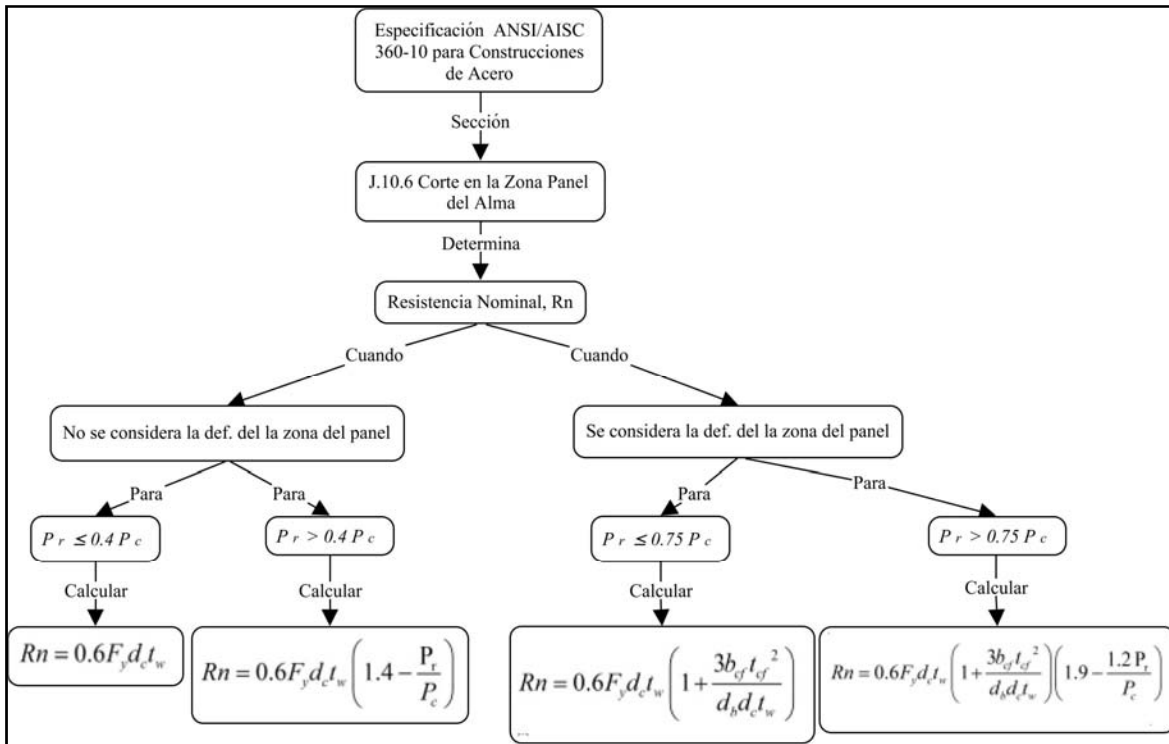 Especificación ANSI/AISC
360-10 para Construcciones
de Acero
Sección
J.10.6 Corte en la Zona Panel
del Alma
Determina
Resistencia Nominal, Rn
Cuando
Cuando
No se considera la def. del la zona del panel
Se considera la def. del la zona del panel
Para
Para
Para
Para
P r ≤ 0.4 P c
P r > 0.4 P c
P r ≤ 0.75 P c
P r > 0.75 P c
Calcular
Calcular
Calcular
Calcular
Rn = 0.6F_y d_c t_w
Rn = 0.6F_y d_c t_w (1.4 − P_r / P_c)
Rn = 0.6F_y d_c t_w (1 + 3b_cf t_cf² / d_b d_c t_w)
Rn = 0.6F_y d_c t_w (1 + 3b_cf t_cf² / d_b d_c t_w)(1.9 − 1.2 P_r / P_c)